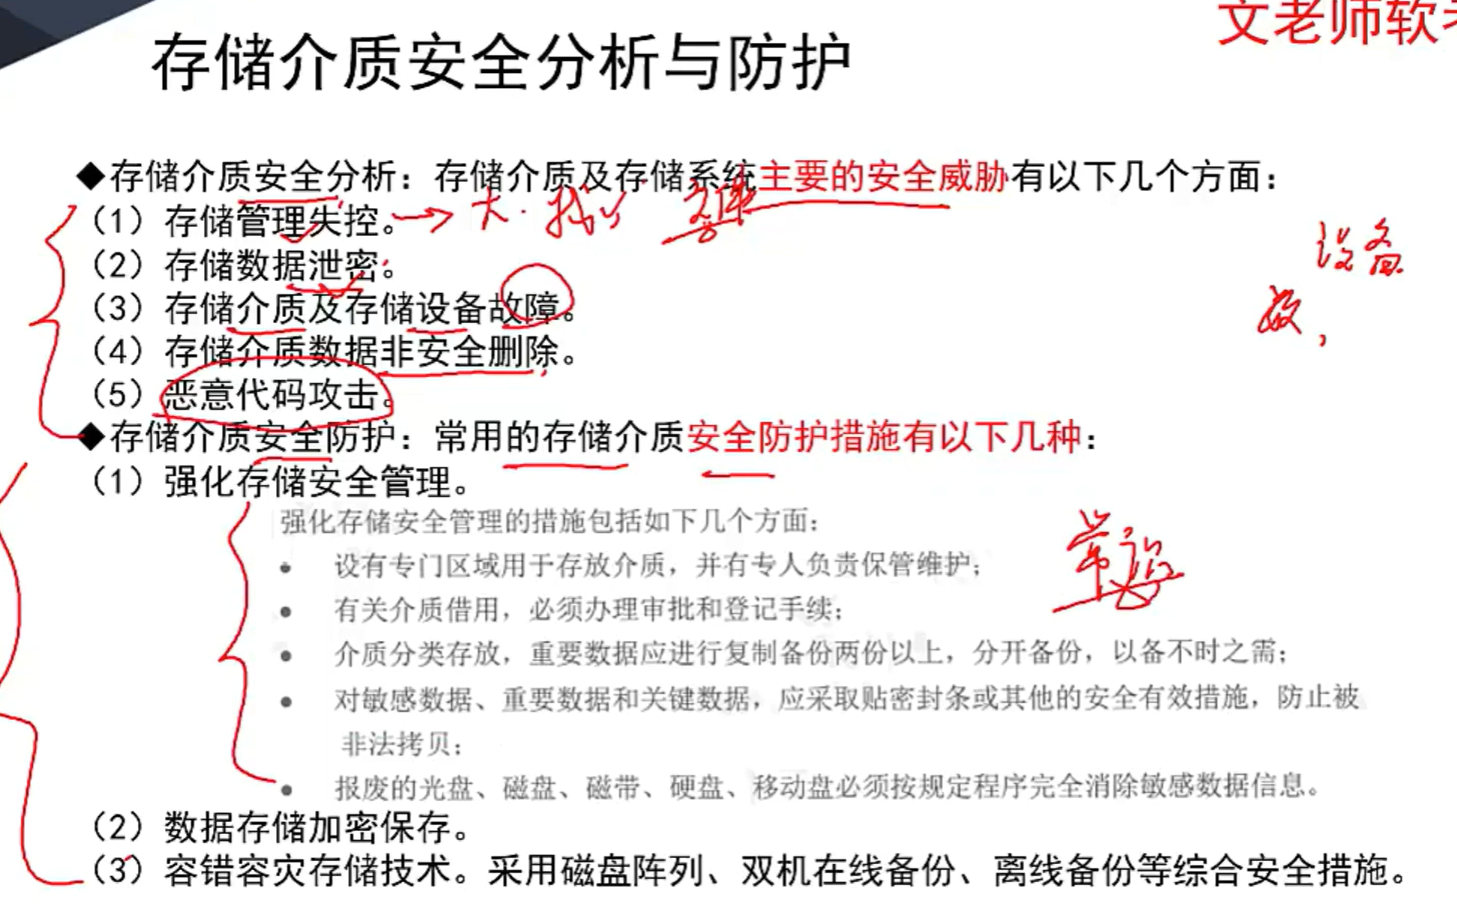 文老师软考
存储介质安全分析与防护
◆存储介质安全分析：存储介质及存储系统主要的安全威胁有以下几个方面：
（1）存储管理失控。
（2）存储数据泄密。
（3）存储介质及存储设备故障。
（4）存储介质数据非安全删除。
（5）恶意代码攻击。
设备
◆存储介质安全防护：常用的存储介质安全防护措施有以下几种：
（1）强化存储安全管理。
强化存储安全管理的措施包括如下几个方面：
• 设有专门区域用于存放介质，并有专人负责保管维护；
• 有关介质借用，必须办理审批和登记手续；
• 介质分类存放，重要数据应进行复制备份两份以上，分开备份，以备不时之需；
• 对敏感数据、重要数据和关键数据，应采取贴密封条或其他的安全有效措施，防止被
非法拷贝；
• 报废的光盘、磁盘、磁带、硬盘、移动盘必须按规定程序完全消除敏感数据信息。
（2）数据存储加密保存。
（3）容错容灾存储技术。采用磁盘阵列、双机在线备份、离线备份等综合安全措施。